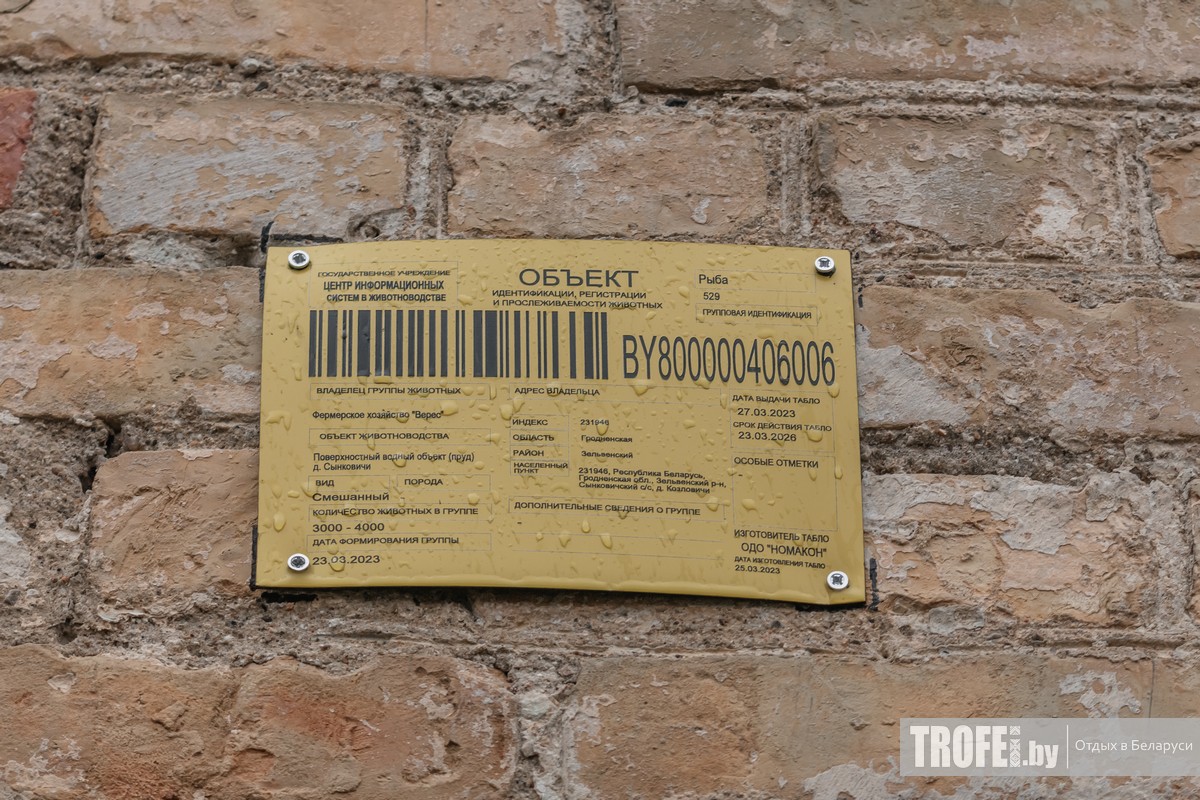 ГОСУДАРСТВЕННОЕ УЧРЕЖДЕНИЕ
ЦЕНТР ИНФОРМАЦИОННЫХ
СИСТЕМ В ЖИВОТНОВОДСТВЕ
ОБЪЕКТ
ИДЕНТИФИКАЦИИ, РЕГИСТРАЦИИ
И ПРОСЛЕЖИВАЕМОСТИ ЖИВОТНЫХ
Рыба
529
ГРУППОВАЯ ИДЕНТИФИКАЦИЯ
BY800000406006
ВЛАДЕЛЕЦ ГРУППЫ ЖИВОТНЫХ
Фермерское хозяйство "Верес"
ОБЪЕКТ ЖИВОТНОВОДСТВА
Поверхностный водный объект (пруд)
д. Сынковичи
ВИД ПОРОДА
Смешанный
КОЛИЧЕСТВО ЖИВОТНЫХ В ГРУППЕ
3000 - 4000
ДАТА ФОРМИРОВАНИЯ ГРУППЫ
23.03.2023
АДРЕС ВЛАДЕЛЬЦА
ИНДЕКС 231946
ОБЛАСТЬ Гродненская
РАЙОН Зельвенский
НАСЕЛЕННЫЙ
ПУНКТ
231946, Республика Беларусь,
Гродненская обл., Зельвенский р-н,
Сынковичский с/с, д. Козловичи
ДОПОЛНИТЕЛЬНЫЕ СВЕДЕНИЯ О ГРУППЕ
ДАТА ВЫДАЧИ ТАБЛО
27.03.2023
СРОК ДЕЙСТВИЯ ТАБЛО
23.03.2026
ОСОБЫЕ ОТМЕТКИ
ИЗГОТОВИТЕЛЬ ТАБЛО
ОДО "НОМАКОН"
ДАТА ИЗГОТОВЛЕНИЯ ТАБЛО
25.03.2023
TROFEI.by Отдых в Беларуси